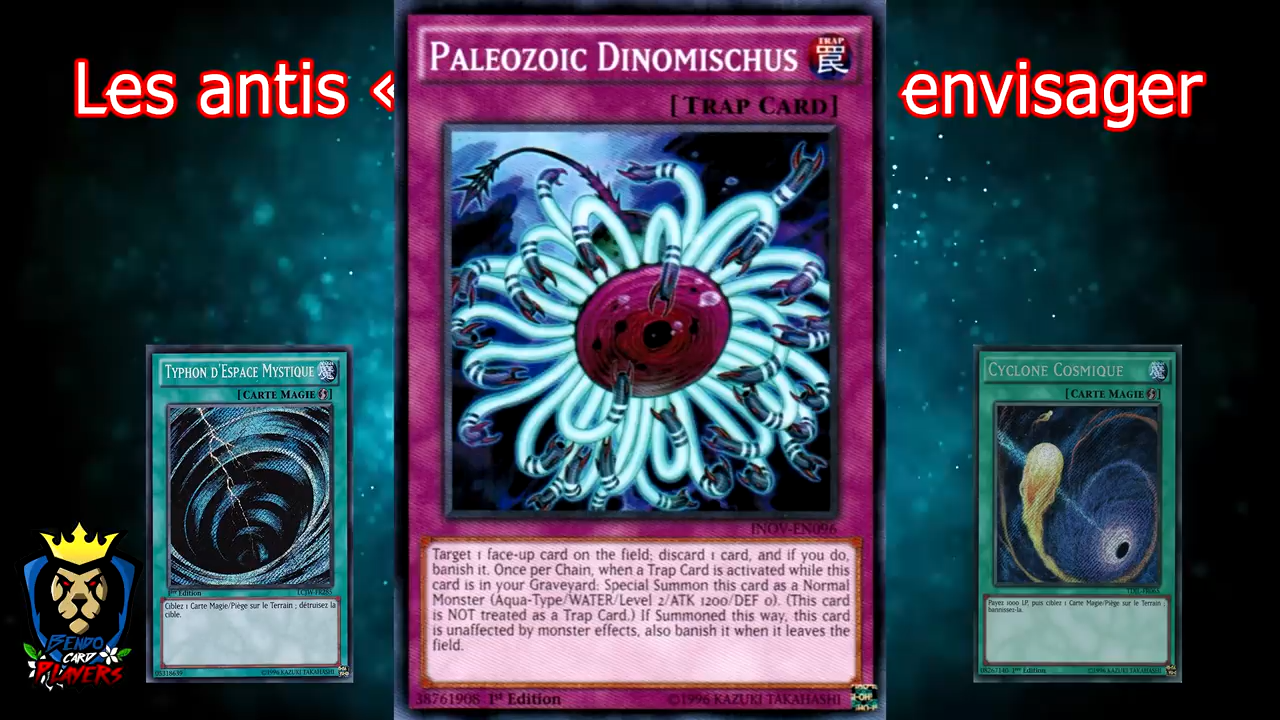 Les antis « envisager
PALEOZOIC DINOMISCHUS
TRAP
[TRAP CARD]
INOV-EN096
Target 1 face-up card on the field; discard 1 card, and if you do,
banish it. Once per Chain, when a Trap Card is activated while this
card is in your Graveyard: Special Summon this card as a Normal
Monster (Aqua-Type/WATER/Level 2/ATK 1200/DEF 0). (This card
is NOT treated as a Trap Card.) If Summoned this way, this card
is unaffected by monster effects, also banish it when it leaves the
field.
38761908 1st Edition ©1996 KAZUKI TAKAHASHI
TYPHON D'ESPACE MYSTIQUE
[CARTE MAGIE]
1ère Edition
Ciblez 1 Carte Magie/Piège sur le Terrain ; détruisez la
cible.
05318639 ©1996 KAZUKI TAKAHASHI
CYCLONE COSMIQUE
[CARTE MAGIE]
Payez 1000 LP, puis ciblez 1 Carte Magie/Piège sur le Terrain ;
bannissez-la.
08267140 1ère Edition ©1996 KAZUKI TAKAHASHI
BENDO
CARD
PLAYERS